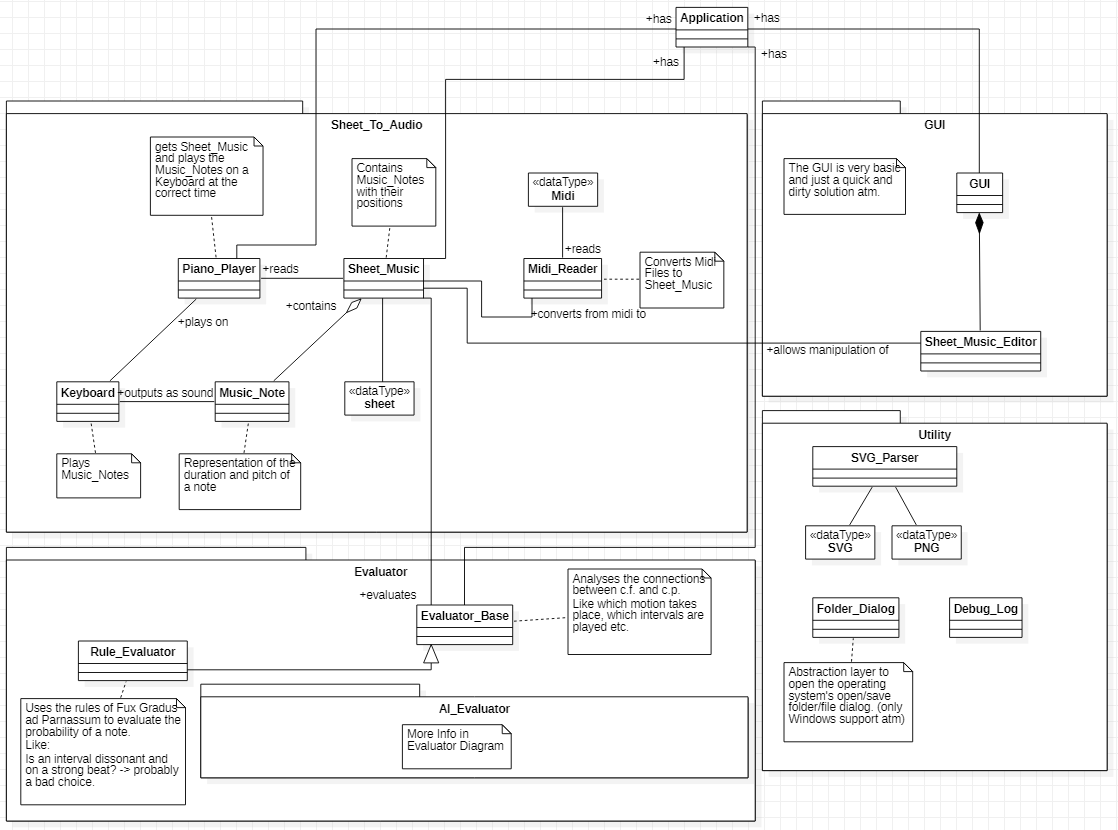 +has
Application
+has
+has
+has
Sheet_To_Audio
gets Sheet_Music
and plays the
Music_Notes on a
Keyboard at the
correct time
Contains
Music_Notes
with their
positions
«dataType»
Midi
+reads
Piano_Player
+reads
Sheet_Music
Midi_Reader
Converts Midi
Files to
Sheet_Music
+contains
+converts from midi to
+plays on
Keyboard
+outputs as sound
Music_Note
«dataType»
sheet
Plays
Music_Notes
Representation of the
duration and pitch of
a note
GUI
The GUI is very basic
and just a quick and
dirty solution atm.
GUI
Sheet_Music_Editor
+allows manipulation of
Utility
SVG_Parser
«dataType»
SVG
«dataType»
PNG
Folder_Dialog
Debug_Log
Abstraction layer to
open the operating
system's open/save
folder/file dialog. (only
Windows support atm)
Evaluator
+evaluates
Evaluator_Base
Analyses the connections
between c.f. and c.p.
Like which motion takes
place, which intervals are
played etc.
Rule_Evaluator
Uses the rules of Fux Gradus
ad Parnassum to evaluate the
probability of a note.
Like:
Is an interval dissonant and
on a strong beat? -> probably
a bad choice.
AI_Evaluator
More Info in
Evaluator Diagram